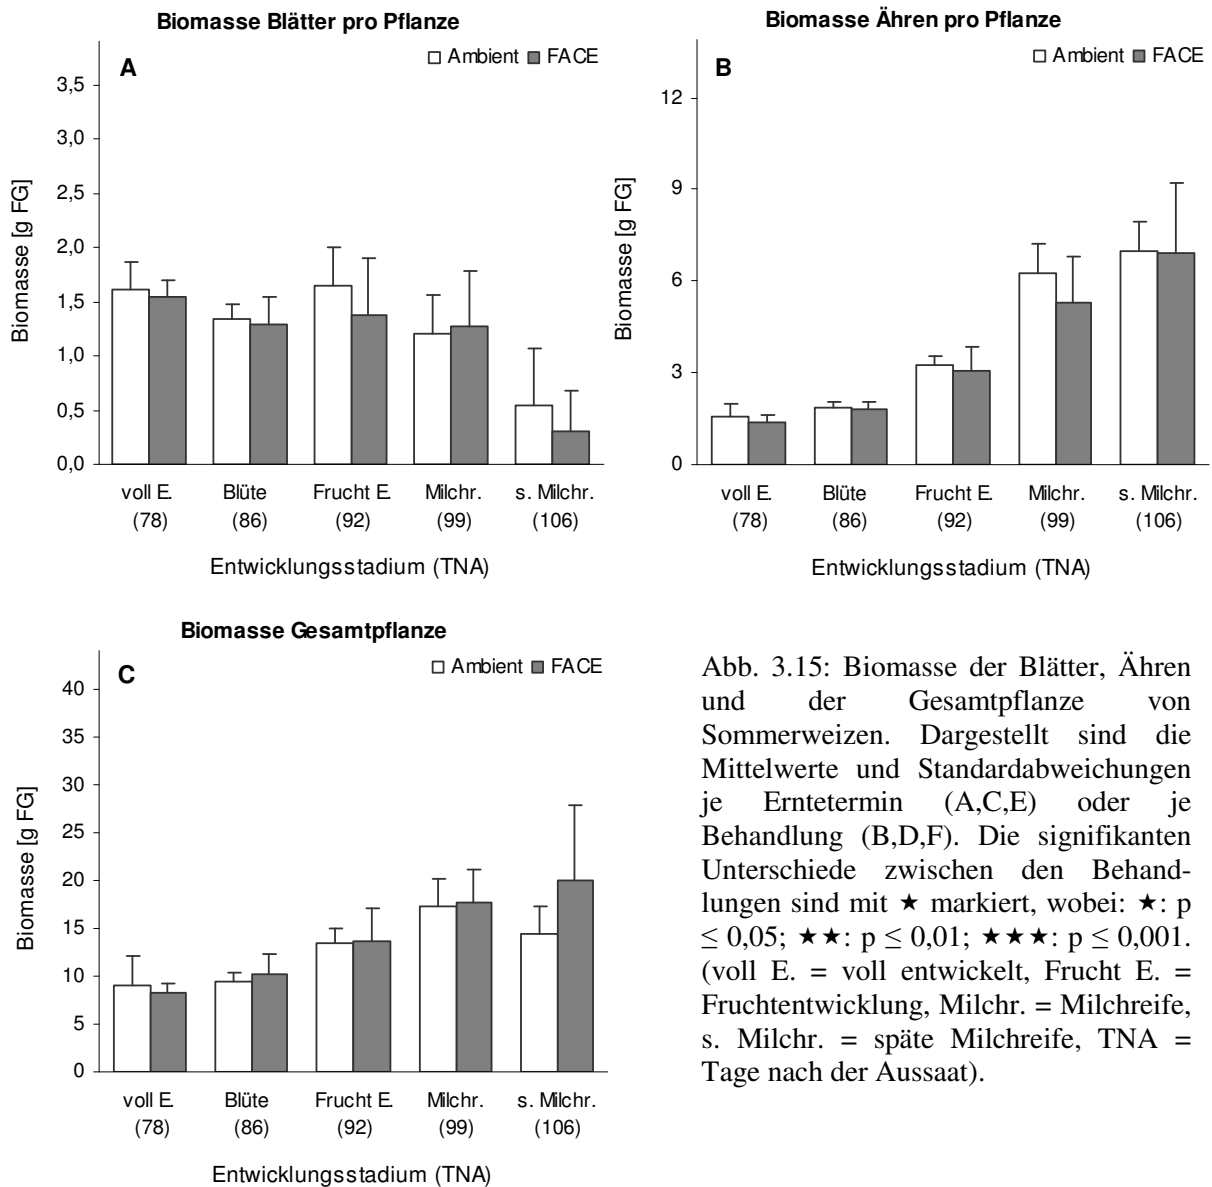 Biomasse Blätter pro Pflanze
A
Ambient FACE
3,5
3,0
2,5
2,0
1,5
1,0
0,5
0,0
Biomasse [g FG]
voll E. Blüte Frucht E. Milchr. s. Milchr.
(78) (86) (92) (99) (106)
Entwicklungsstadium (TNA)
Biomasse Ähren pro Pflanze
B
Ambient FACE
12
9
6
3
0
Biomasse [g FG]
voll E. Blüte Frucht E. Milchr. s. Milchr.
(78) (86) (92) (99) (106)
Entwicklungsstadium (TNA)
Biomasse Gesamtpflanze
C
Ambient FACE
40
35
30
25
20
15
10
5
0
Biomasse [g FG]
voll E. Blüte Frucht E. Milchr. s. Milchr.
(78) (86) (92) (99) (106)
Entwicklungsstadium (TNA)
Abb. 3.15: Biomasse der Blätter, Ähren
und der Gesamtpflanze von
Sommerweizen. Dargestellt sind die
Mittelwerte und Standardabweichungen
je Erntetermin (A,C,E) oder je
Behandlung (B,D,F). Die signifikanten
Unterschiede zwischen den Behand-
lungen sind mit ★ markiert, wobei: ★: p
≤ 0,05; ★★: p ≤ 0,01; ★★★: p ≤ 0,001.
(voll E. = voll entwickelt, Frucht E. =
Fruchtentwicklung, Milchr. = Milchreife,
s. Milchr. = späte Milchreife, TNA =
Tage nach der Aussaat).